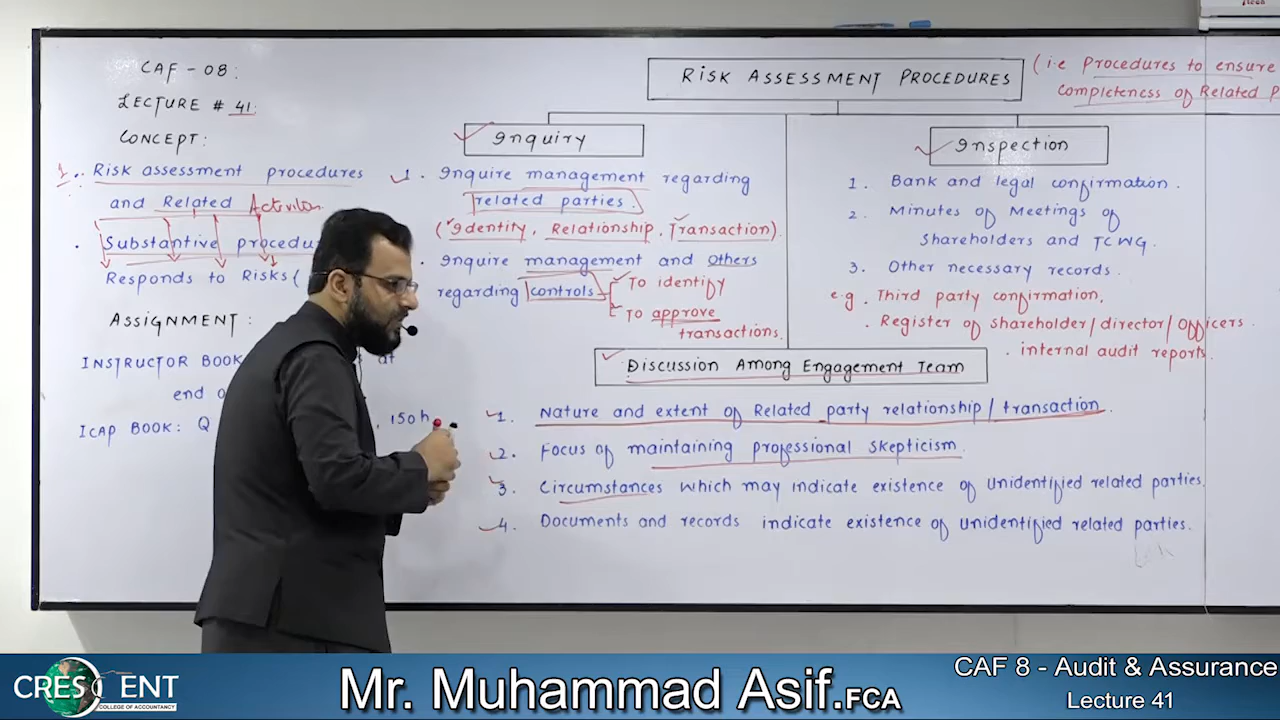 CAF - 08:
LECTURE # 41:
CONCEPT:
1. Risk assessment procedures
and Related Activities
. Substantive procedu
Responds to Risks (
ASSIGNMENT:
INSTRUCTOR BOOK
at
end o
ICAP BOOK: Q
, 150h
RISK ASSESSMENT PROCEDURES
(i.e Procedures to ensure
completeness of Related P
Inquiry
1. Inquire management regarding
related parties.
(Identity, Relationship, Transaction).
. Inquire management and others
regarding controls
To identify
To approve
transactions.
Inspection
1. Bank and legal confirmation.
2. Minutes of Meetings of
Shareholders and TCWG.
3. Other necessary records.
e.g. Third party confirmation,
. Register of shareholder/director/officers.
. internal audit reports.
Discussion Among Engagement Team
1. Nature and extent of Related party relationship/transaction.
2. Focus of maintaining professional skepticism.
3. Circumstances which may indicate existence of unidentified related parties.
4. Documents and records indicate existence of unidentified related parties.
CRESCENT
COLLEGE OF ACCOUNTANCY
Mr. Muhammad Asif.FCA
CAF 8 - Audit & Assurance
Lecture 41